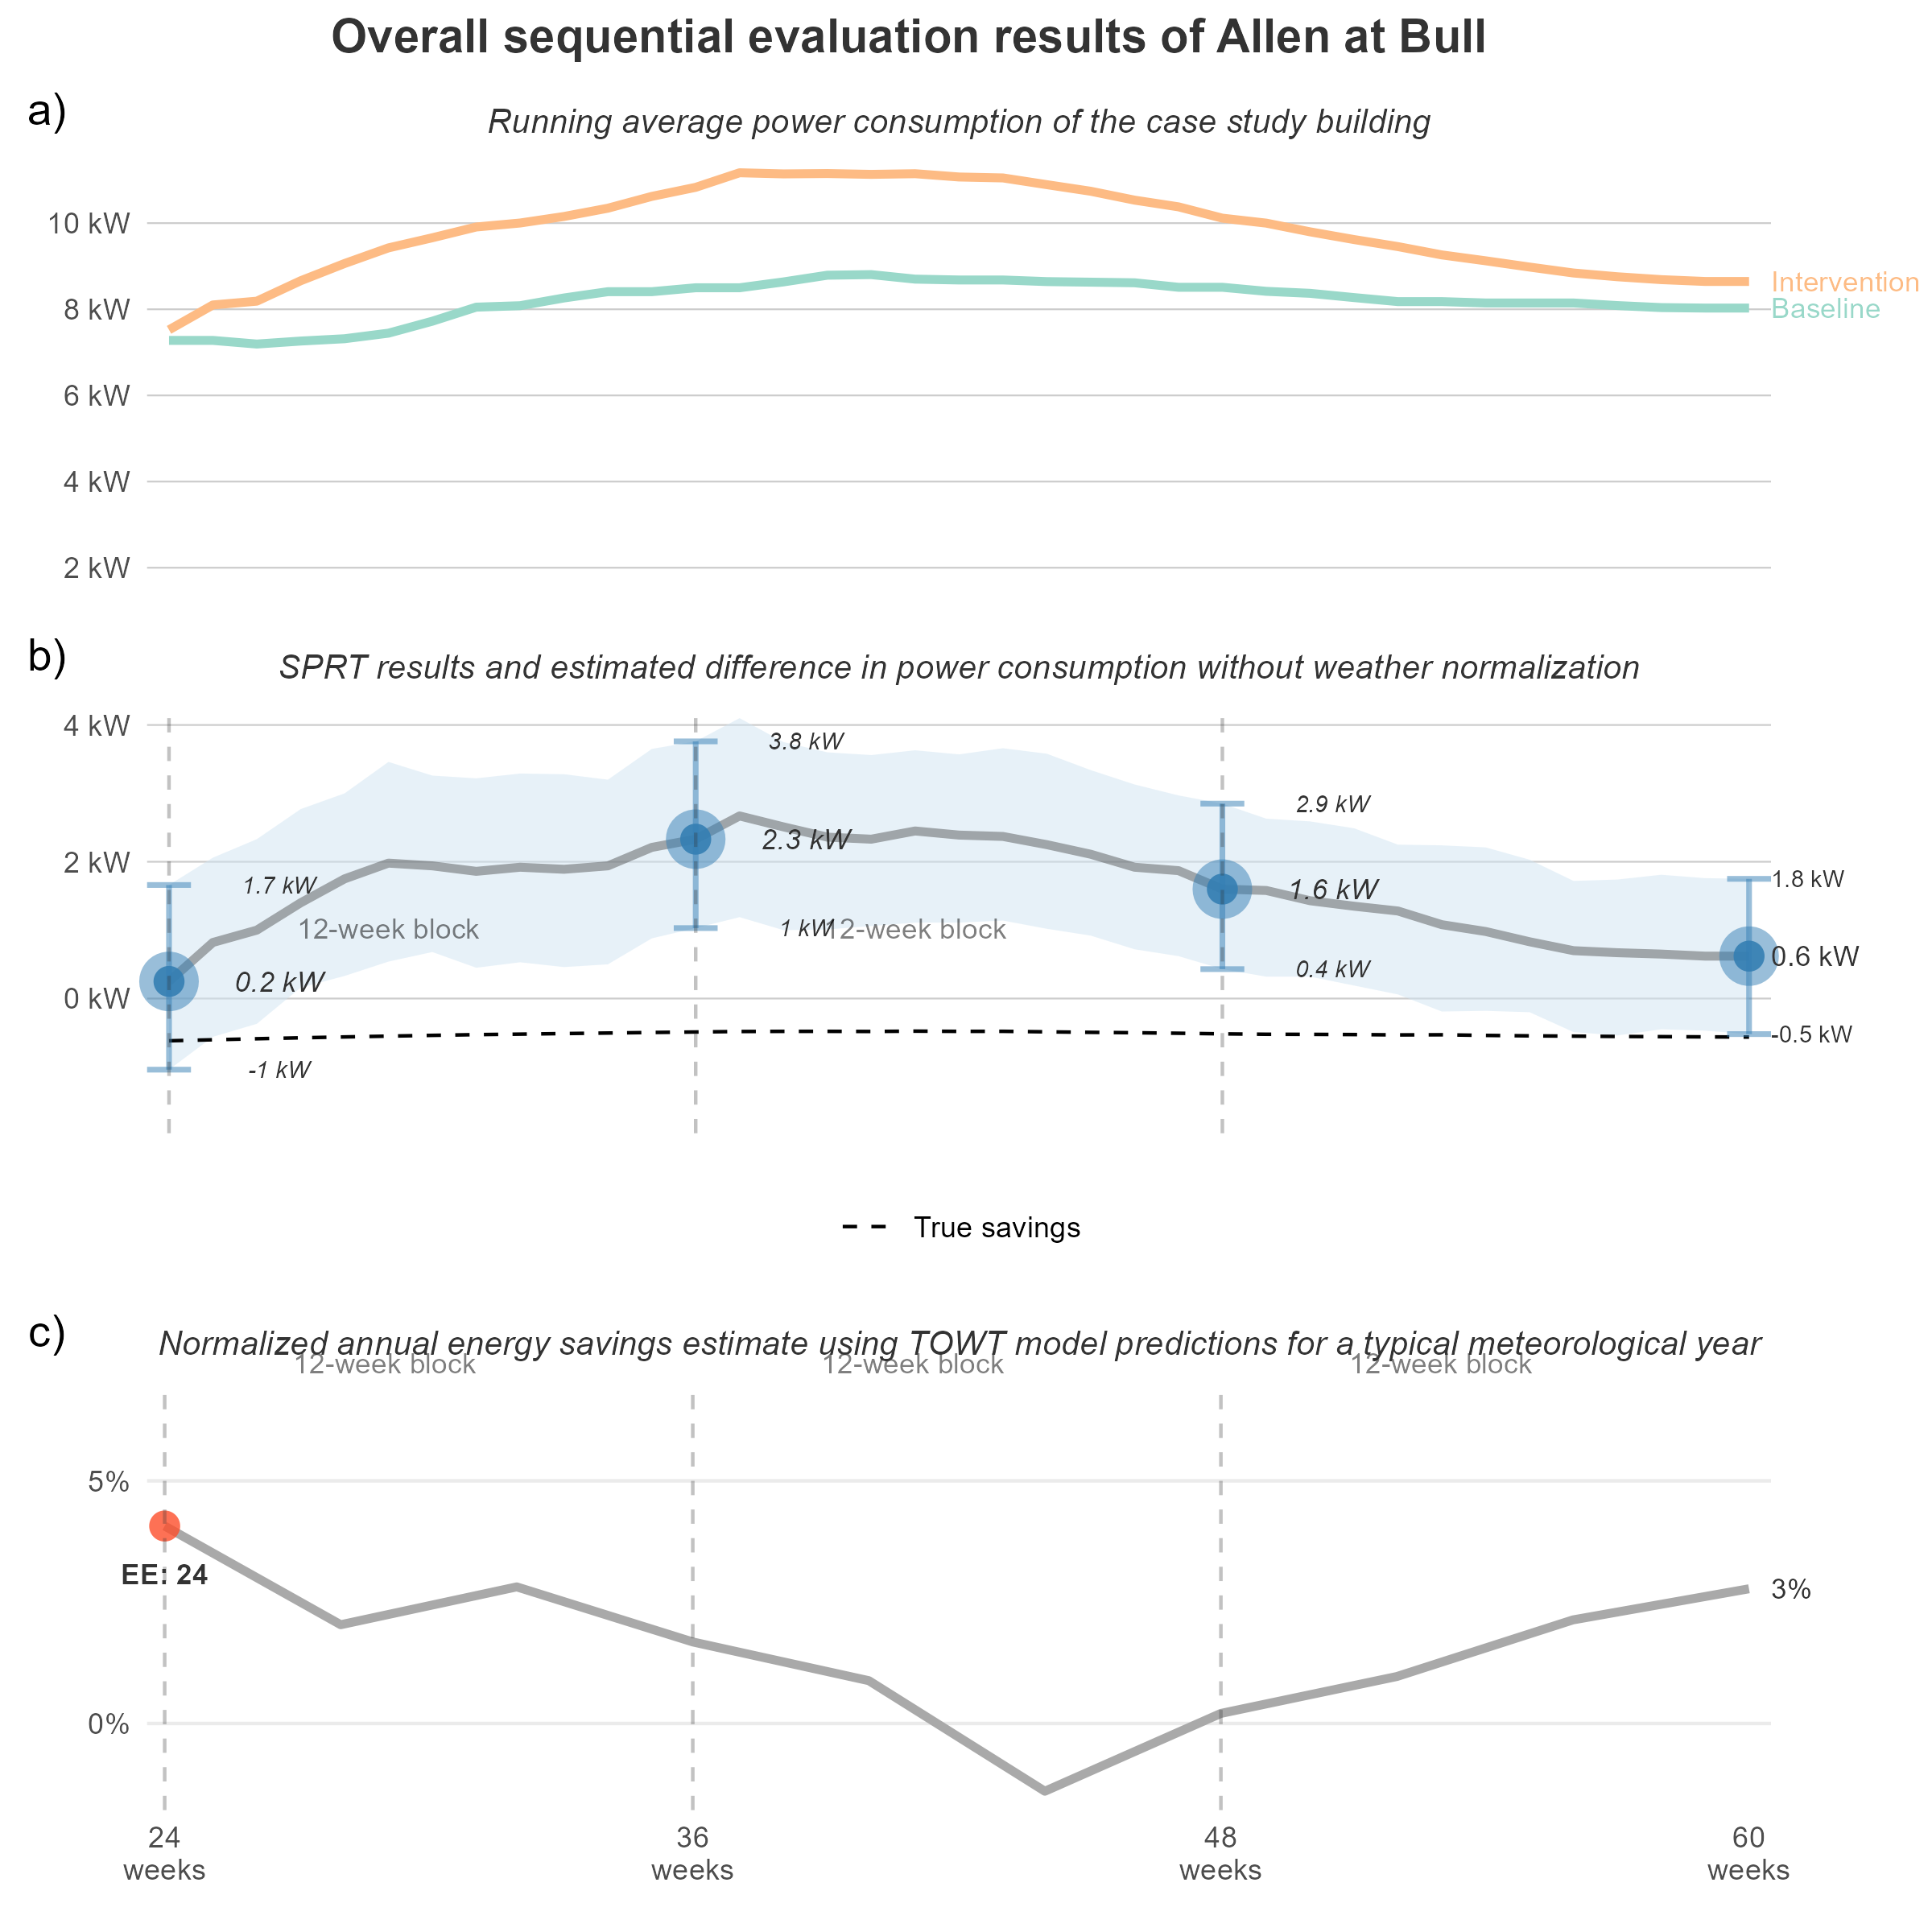 Overall sequential evaluation results of Allen at Bull
a)
Running average power consumption of the case study building
10 kW
8 kW
6 kW
4 kW
2 kW
Intervention
Baseline
b)
SPRT results and estimated difference in power consumption without weather normalization
4 kW
2 kW
0 kW
3.8 kW
2.9 kW
2.3 kW
1.7 kW
1.6 kW
1.8 kW
12-week block
1 kW
12-week block
0.2 kW
0.4 kW
0.6 kW
-1 kW
-0.5 kW
True savings
c)
Normalized annual energy savings estimate using TOWT model predictions for a typical meteorological year
12-week block
12-week block
12-week block
5%
0%
EE: 24
3%
24
weeks
36
weeks
48
weeks
60
weeks